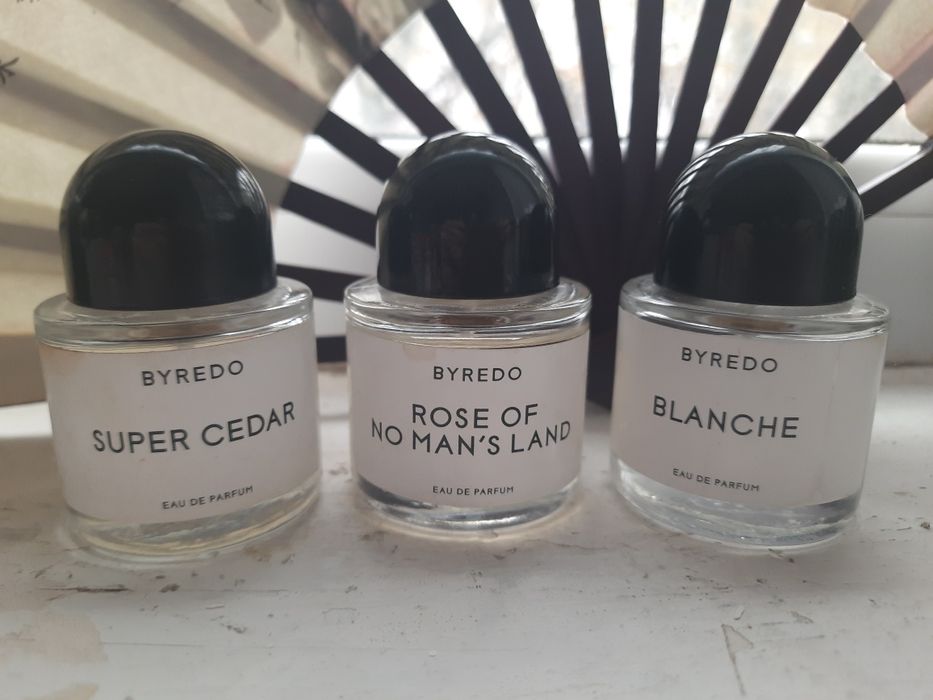 BYREDO
SUPER CEDAR
EAU DE PARFUM
BYREDO
ROSE OF
NO MAN'S LAND
EAU DE PARFUM
BYREDO
BLANCHE
EAU DE PARFUM